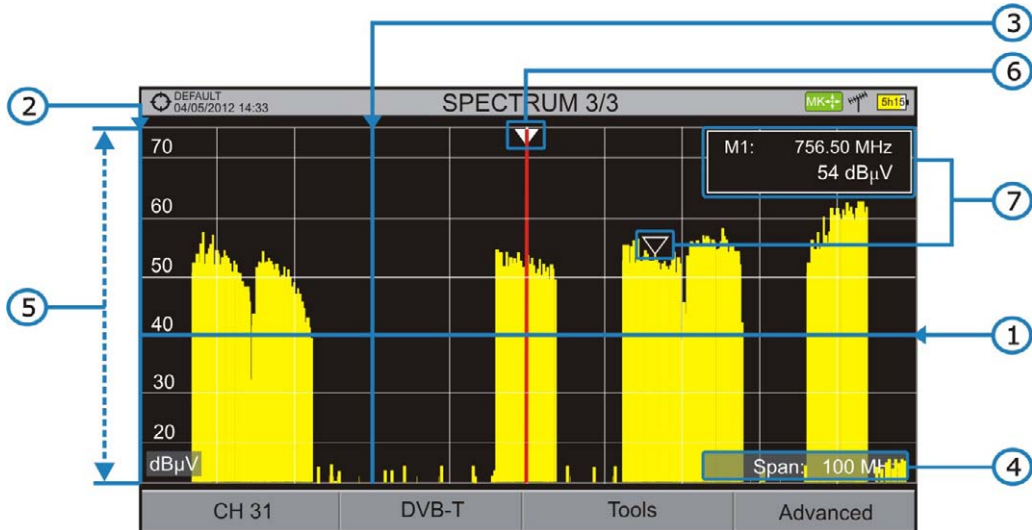 3
6
2
DEFAULT
04/05/2012 14:33
SPECTRUM 3/3
MK
5h15
70
M1: 756.50 MHz
54 dBµV
7
60
50
5
40
1
30
20
dBµV
Span: 100 MHz
4
CH 31
DVB-T
Tools
Advanced